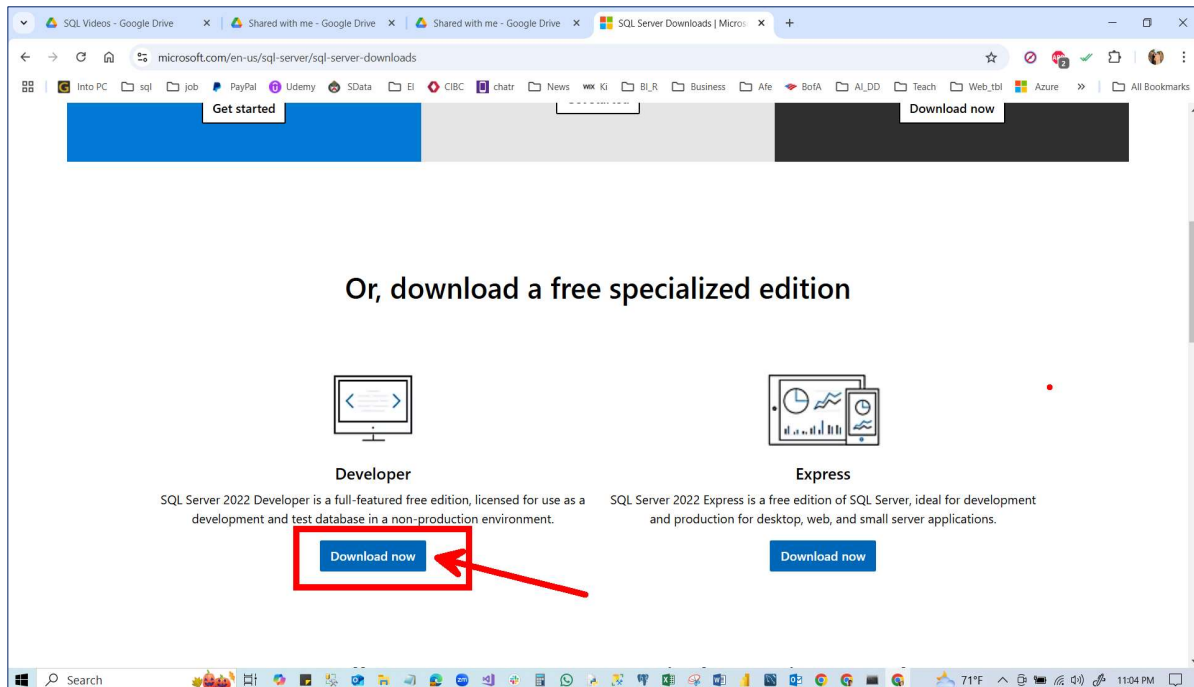 SQL Videos - Google Drive
Shared with me - Google Drive
Shared with me - Google Drive
SQL Server Downloads | Micros
microsoft.com/en-us/sql-server/sql-server-downloads
2
Into PC sql job PayPal Udemy SData EI CIBC chatr News WIX Ki BI_R Business Afe BofA AI_DD Teach Web_tbl Azure » All Bookmarks
Get started
Download now
Or, download a free specialized edition
Developer
SQL Server 2022 Developer is a full-featured free edition, licensed for use as a
development and test database in a non-production environment.
Download now
Express
SQL Server 2022 Express is a free edition of SQL Server, ideal for development
and production for desktop, web, and small server applications.
Download now
Search
71°F
11:04 PM